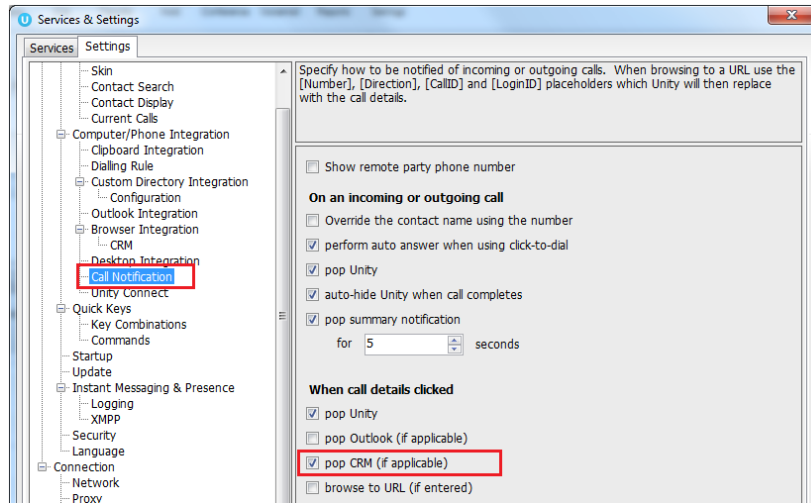 Services & Settings
Services
Settings
Skin
Contact Search
Contact Display
Current Calls
Computer/Phone Integration
Clipboard Integration
Dialling Rule
Custom Directory Integration
Configuration
Outlook Integration
Browser Integration
CRM
Desktop Integration
Call Notification
Unity Connect
Quick Keys
Key Combinations
Commands
Startup
Update
Instant Messaging & Presence
Logging
XMPP
Security
Language
Connection
Network
Proxy
Specify how to be notified of incoming or outgoing calls.  When browsing to a URL use the
[Number], [Direction], [CallID] and [LoginID] placeholders which Unity will then replace
with the call details.
Show remote party phone number
On an incoming or outgoing call
Override the contact name using the number
perform auto answer when using click-to-dial
pop Unity
auto-hide Unity when call completes
pop summary notification
for 5 seconds
When call details clicked
pop Unity
pop Outlook (if applicable)
pop CRM (if applicable)
browse to URL (if entered)